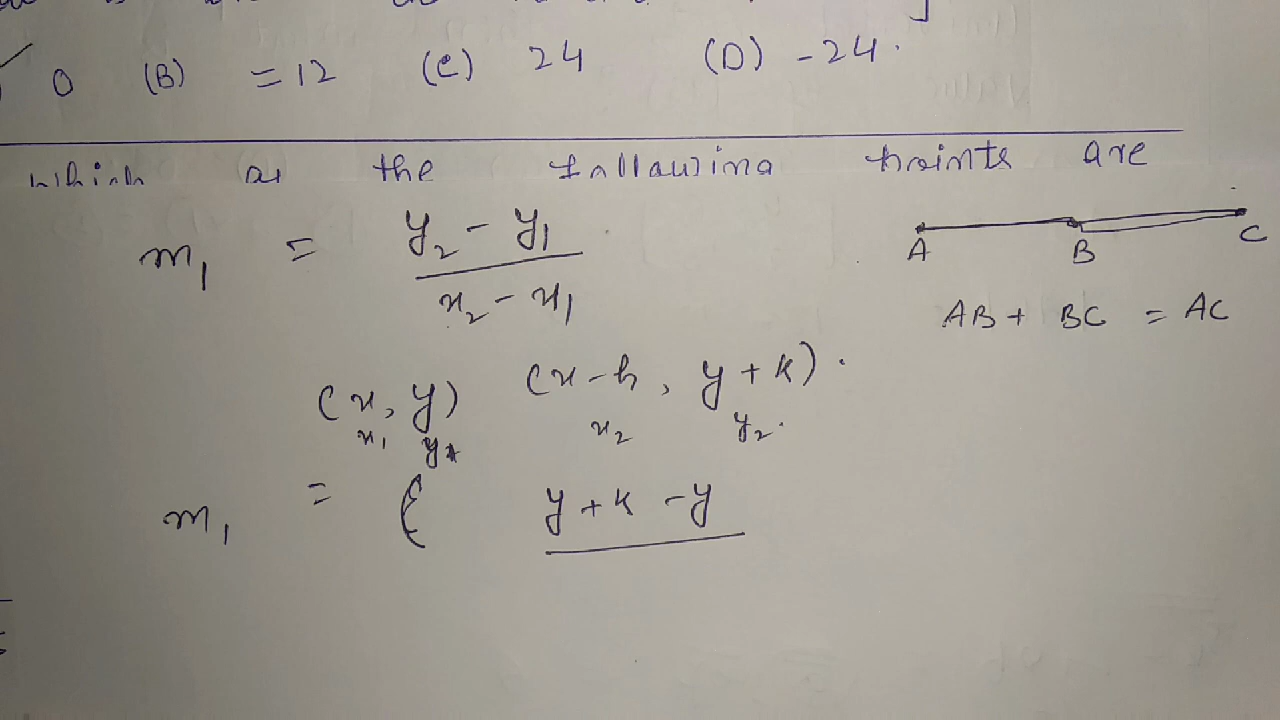 0 (B) = 12 (C) 24 (D) -24.
the points are
m₁ = y₂ - y₁ / x₂ - x₁
A B C
AB + BC = AC
(x, y) (x-h, y+k).
x₁ y₁ x₂ y₂.
m₁ = y + k - y